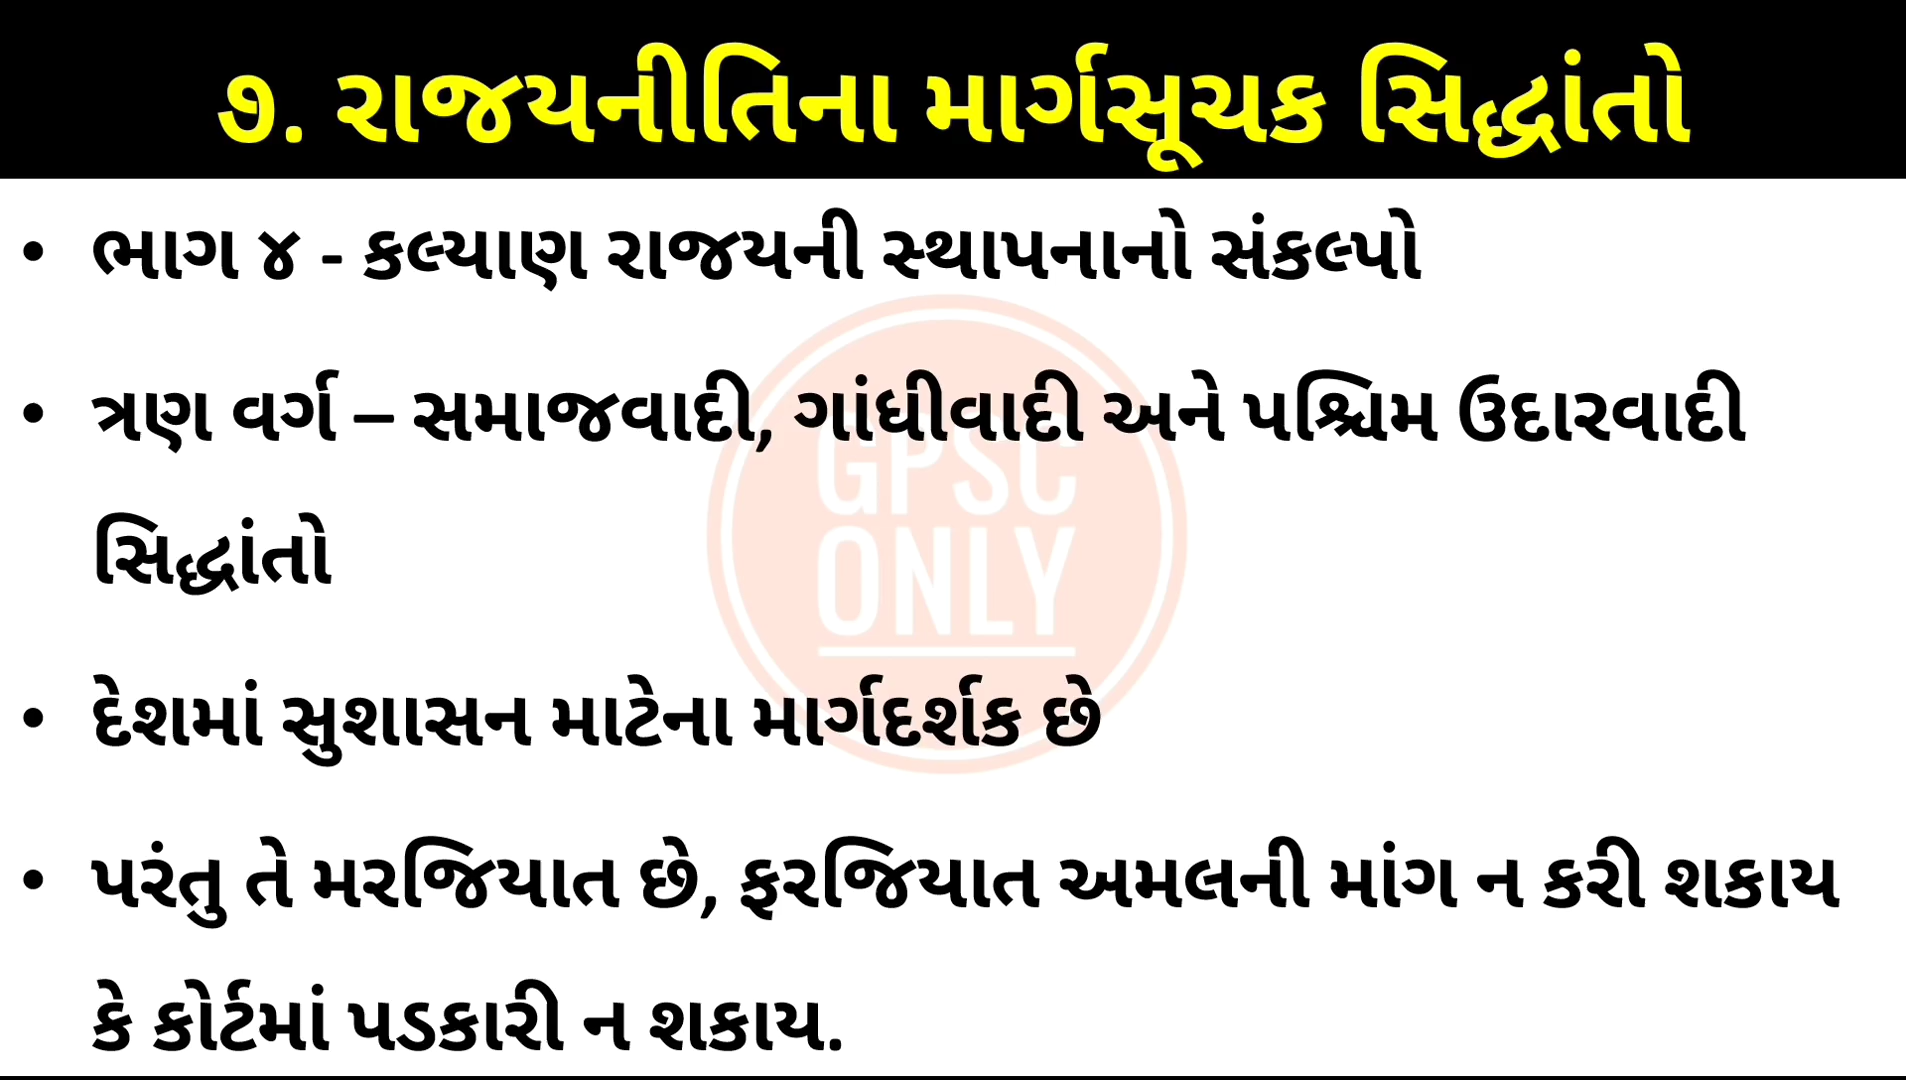 ૭. રાજયનીતિના માર્ગસૂચક સિદ્ધાંતો
• ભાગ ૪ - કલ્યાણ રાજયની સ્થાપનાનો સંકલ્પો
• ત્રણ વર્ગ – સમાજવાદી, ગાંધીવાદી અને પશ્ચિમ ઉદારવાદી
સિદ્ધાંતો
GPSC
ONLY
• દેશમાં સુશાસન માટેના માર્ગદર્શક છે
• પરંતુ તે મરજિયાત છે, ફરજિયાત અમલની માંગ ન કરી શકાય
કે કોર્ટમાં પડકારી ન શકાય.